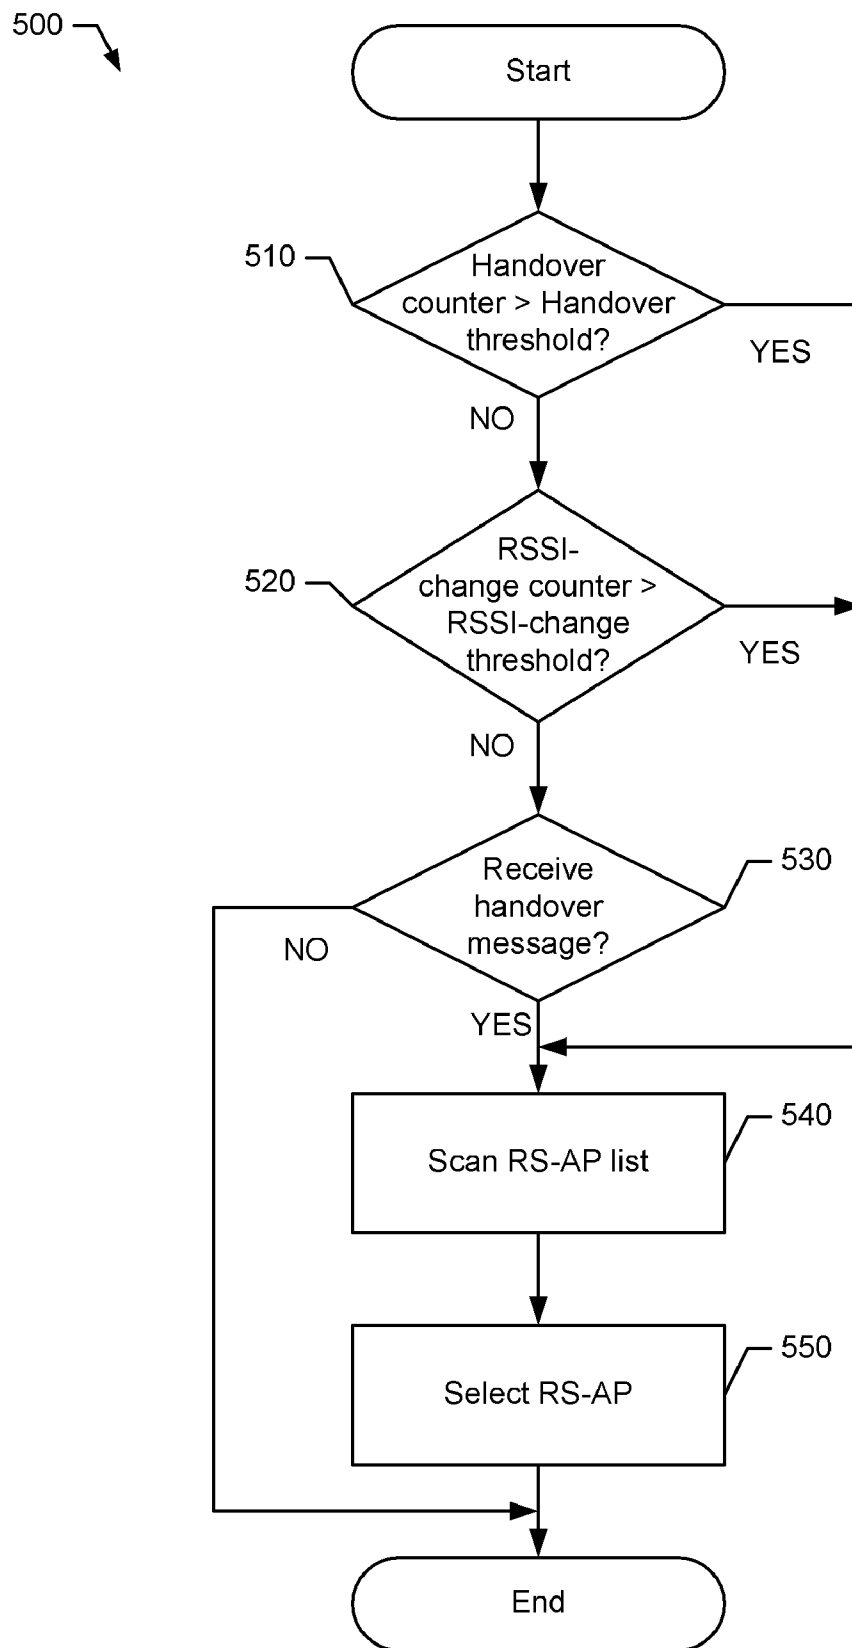 500
Start
510
Handover
counter > Handover
threshold?
YES
NO
520
RSSI-
change counter >
RSSI-change
threshold?
YES
NO
530
Receive
handover
message?
NO
YES
540
Scan RS-AP list
550
Select RS-AP
End